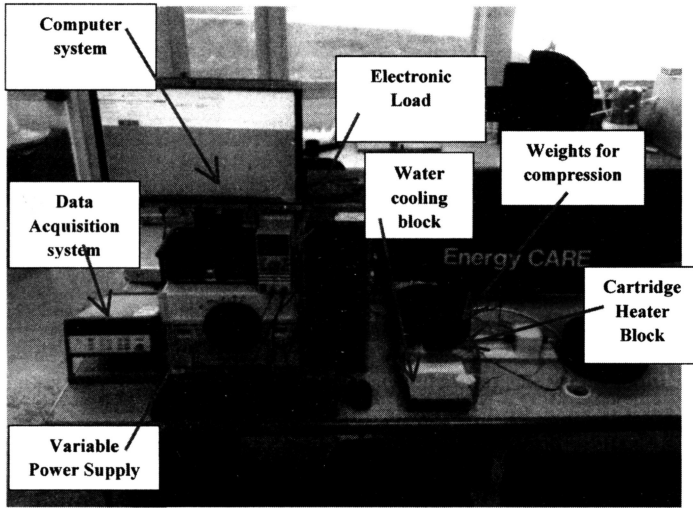 Computer
system
Electronic
Load
Weights for
compression
Water
cooling
block
Data
Acquisition
system
Energy CARE
Cartridge
Heater
Block
Variable
Power Supply